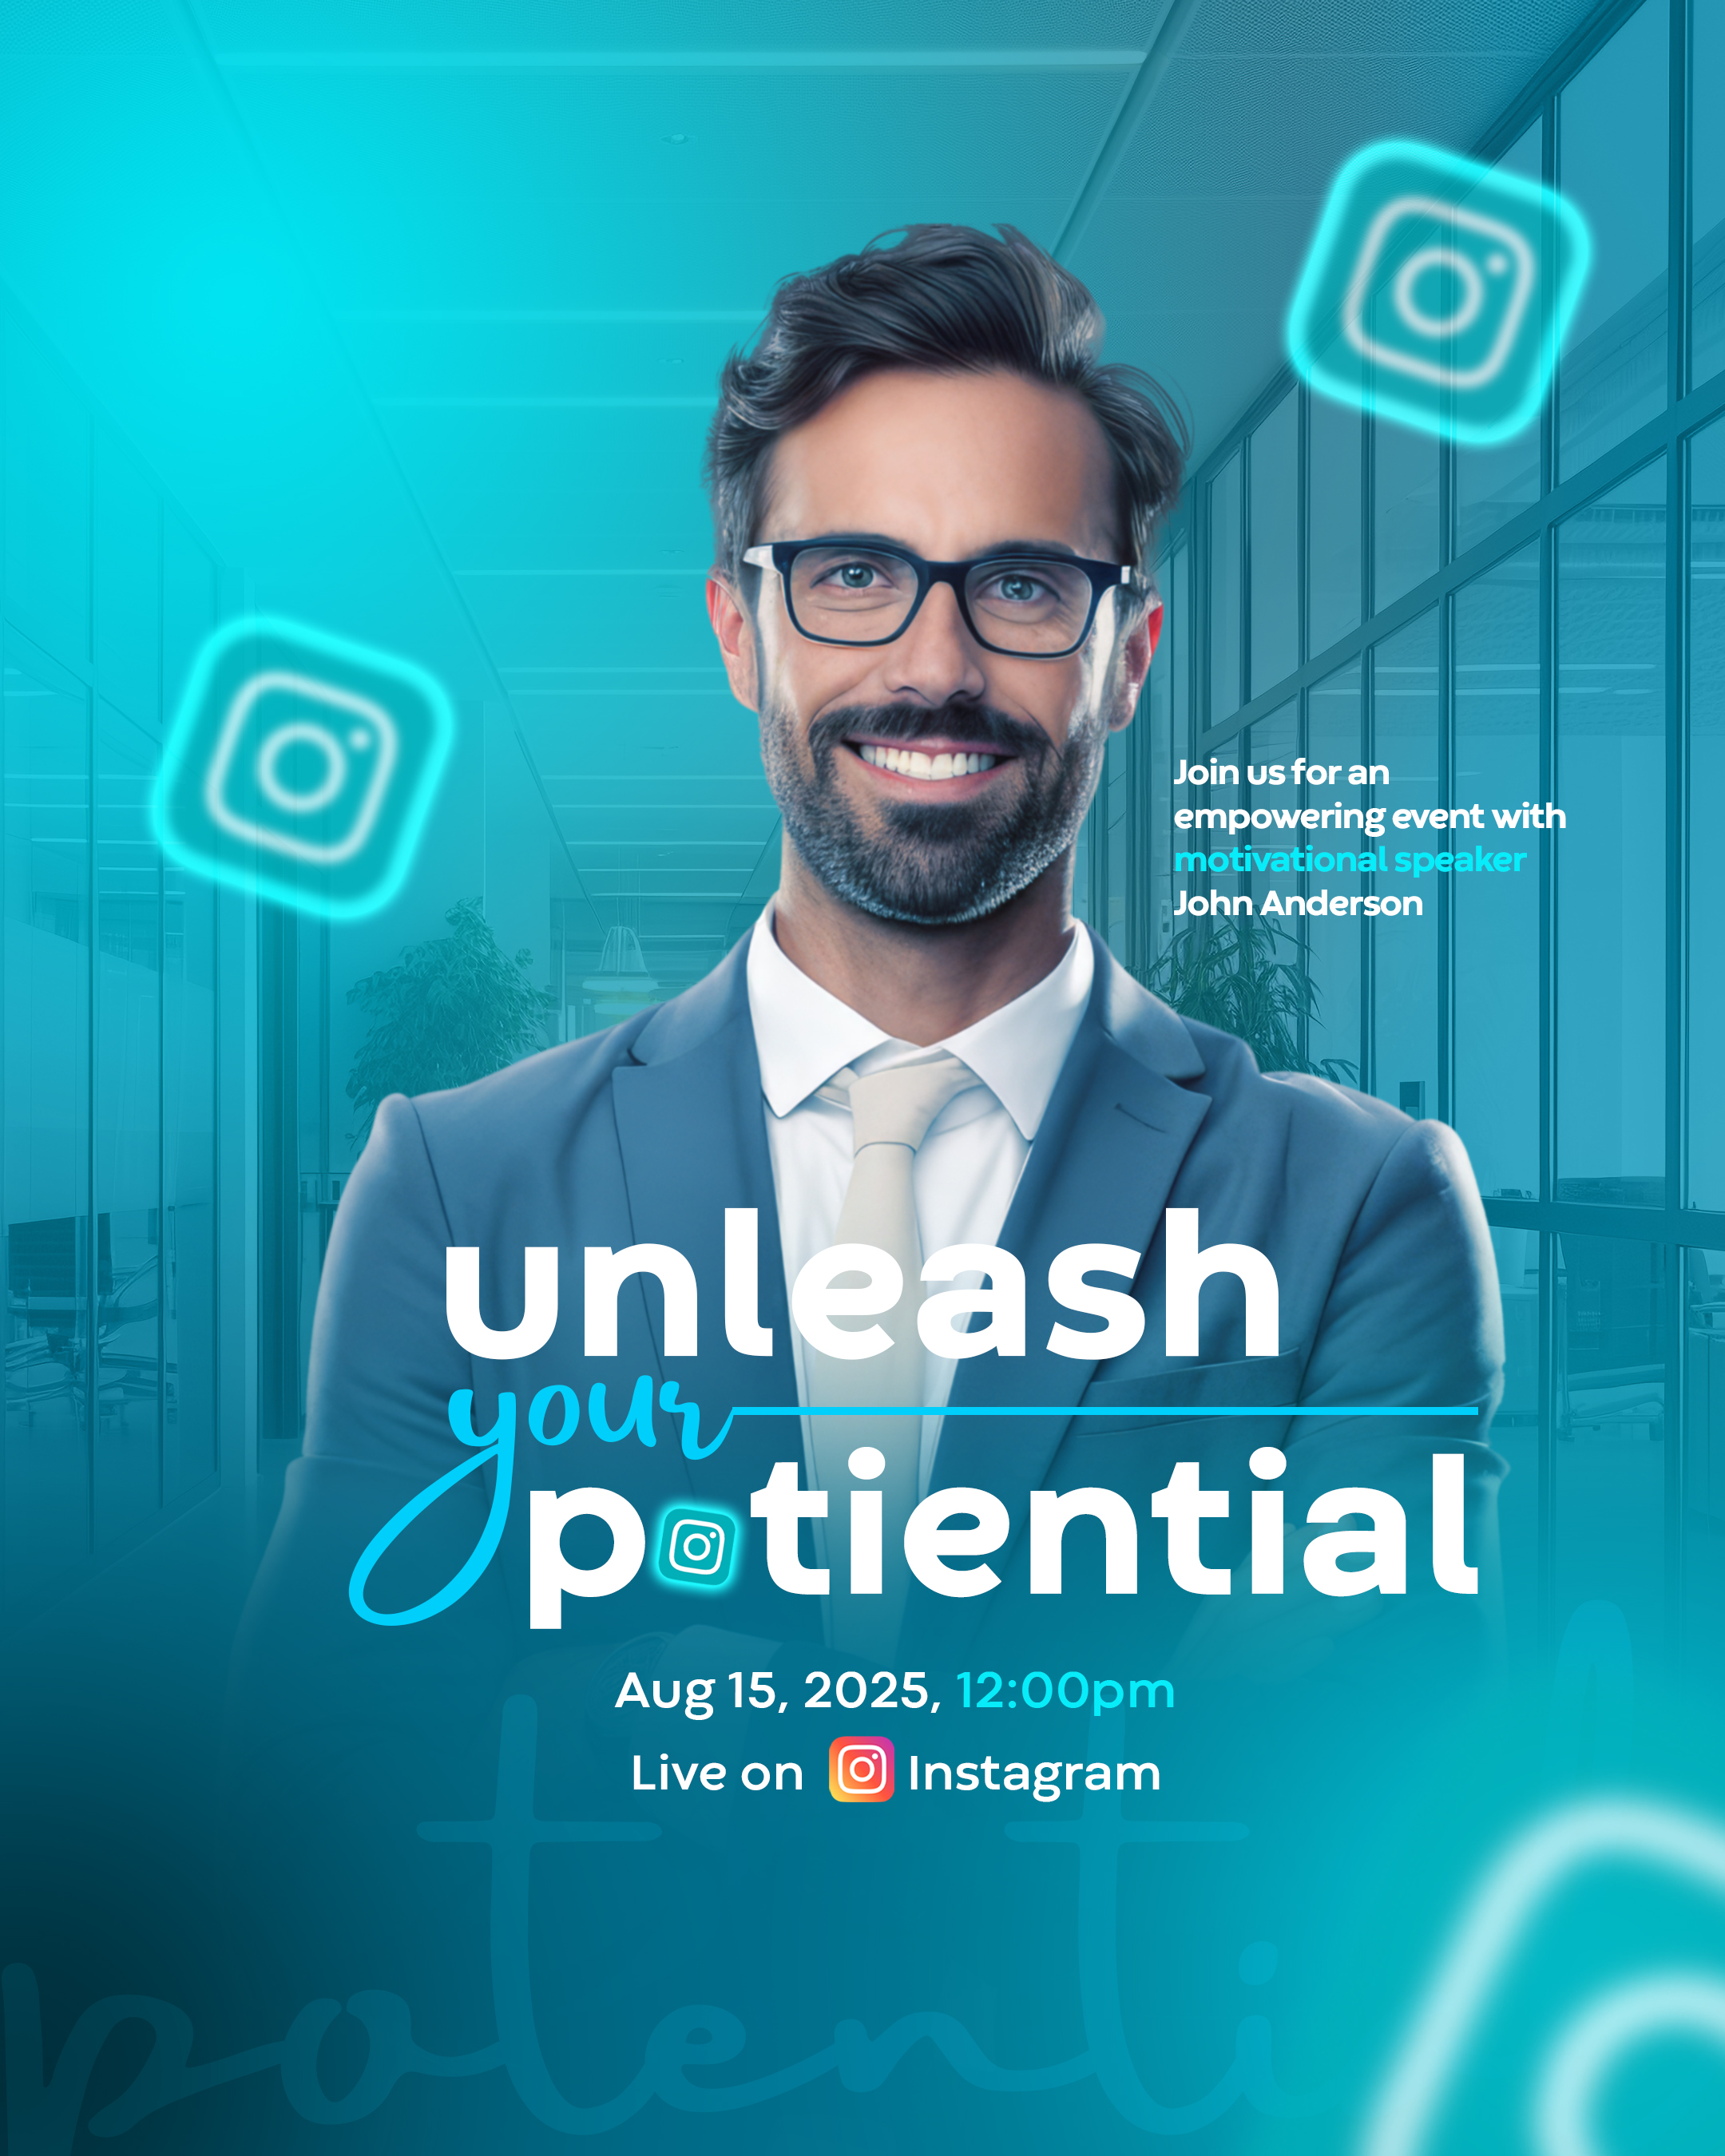 Join us for an
empowering event with
motivational speaker
John Anderson
unleash
your
potiential
Aug 15, 2025, 12:00pm
Live on Instagram
potenti